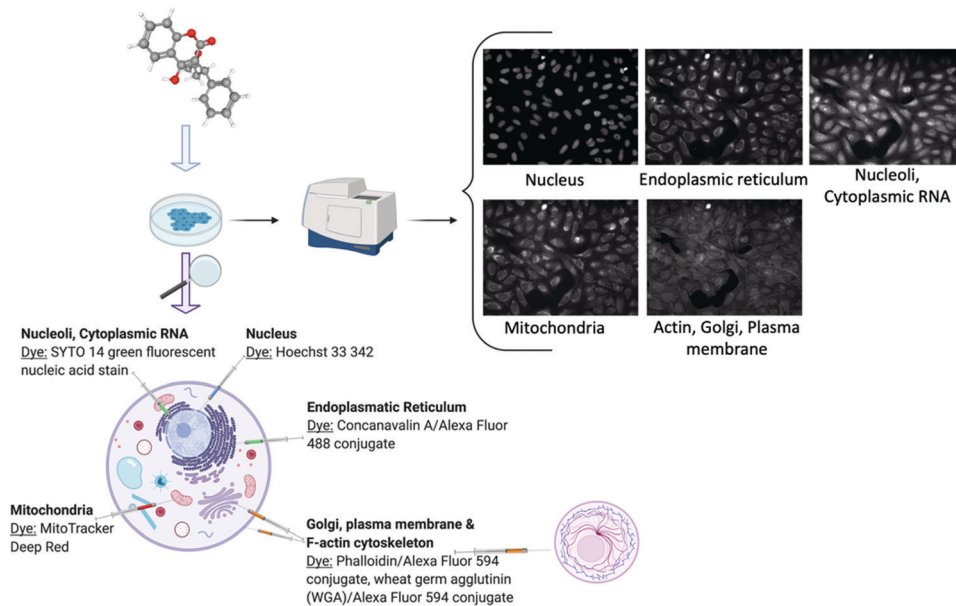 Nucleus
Endoplasmic reticulum
Nucleoli,
Cytoplasmic RNA
Mitochondria
Actin, Golgi, Plasma
membrane
Nucleoli, Cytoplasmic RNA
Dye: SYTO 14 green fluorescent
nucleic acid stain
Nucleus
Dye: Hoechst 33 342
Endoplasmatic Reticulum
Dye: Concanavalin A/Alexa Fluor
488 conjugate
Mitochondria
Dye: MitoTracker
Deep Red
Golgi, plasma membrane &
F-actin cytoskeleton
Dye: Phalloidin/Alexa Fluor 594
conjugate, wheat germ agglutinin
(WGA)/Alexa Fluor 594 conjugate